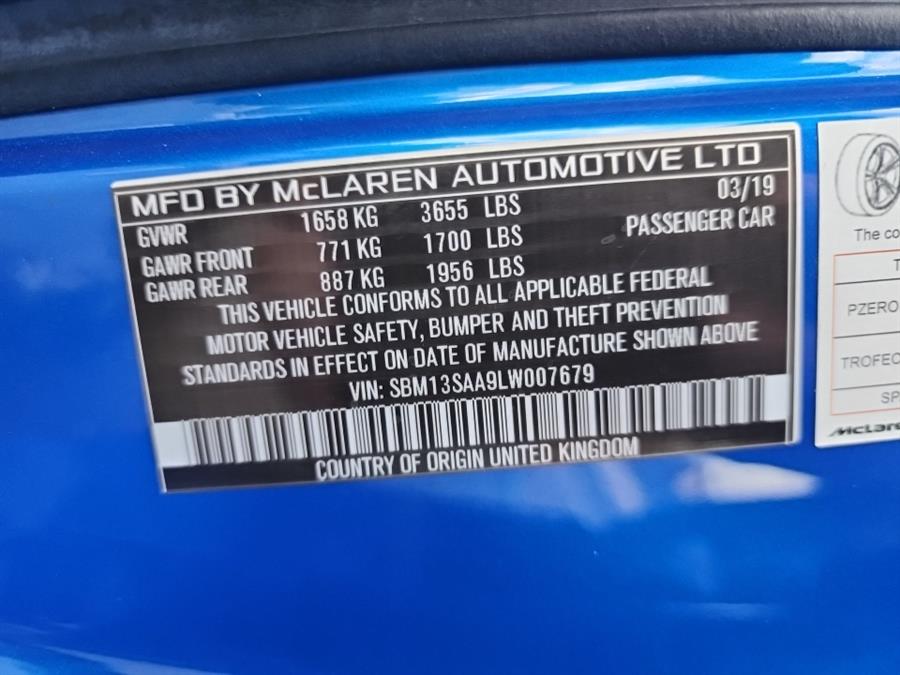 MFD BY McLAREN AUTOMOTIVE LTD
03/19
GVWR 1658 KG 3655 LBS
PASSENGER CAR
GAWR FRONT 771 KG 1700 LBS
GAWR REAR 887 KG 1956 LBS
THIS VEHICLE CONFORMS TO ALL APPLICABLE FEDERAL
MOTOR VEHICLE SAFETY, BUMPER AND THEFT PREVENTION
STANDARDS IN EFFECT ON DATE OF MANUFACTURE SHOWN ABOVE
VIN: SBM13SAA9LW007679
COUNTRY OF ORIGIN UNITED KINGDOM
The
PZERO